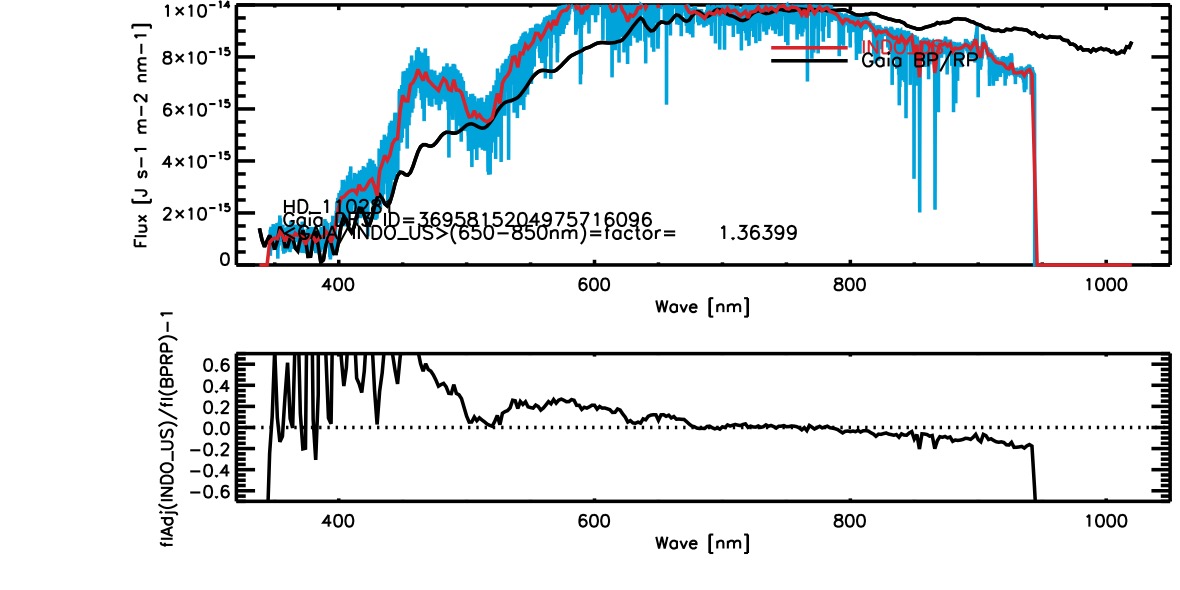 1×10⁻¹⁴
8×10⁻¹⁵
6×10⁻¹⁵
4×10⁻¹⁵
2×10⁻¹⁵
0
Flux [J s−1 m−2 nm−1]
INDO_US
Gaia BP/RP
HD_11028
Gaia DR3 ID=3695815204975716096
<GAIA/INDO_US>(650-850nm)=factor= 1.36399
400 600 800 1000
Wave [nm]
flAdj(INDO_US)/fl(BPRP)−1
0.6
0.4
0.2
0.0
−0.2
−0.4
−0.6
400 600 800 1000
Wave [nm]